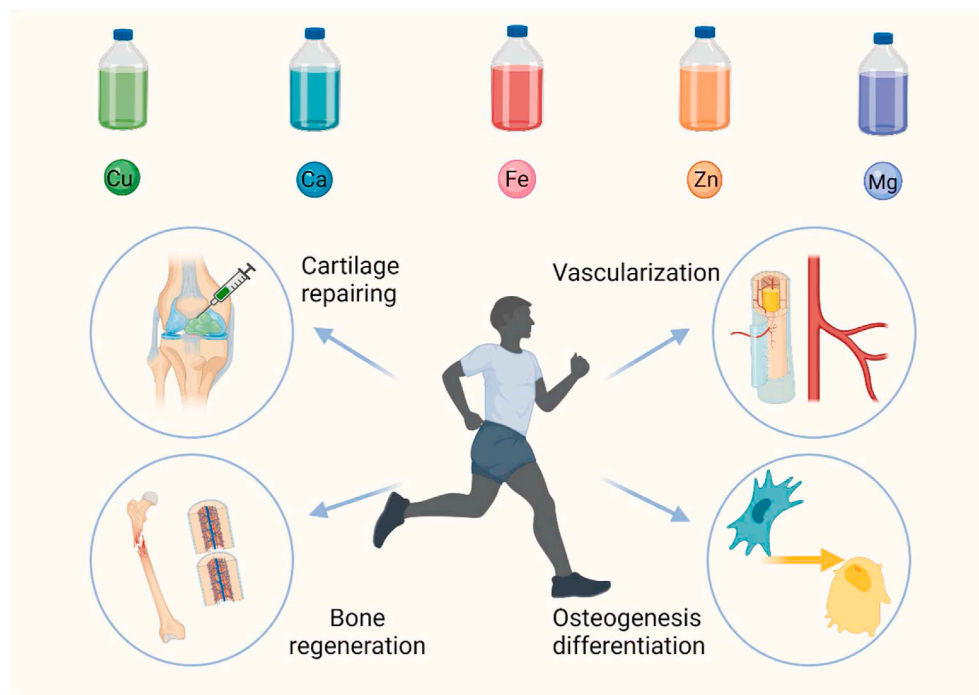 Cu
Ca
Fe
Zn
Mg
Cartilage
repairing
Vascularization
Bone
regeneration
Osteogenesis
differentiation